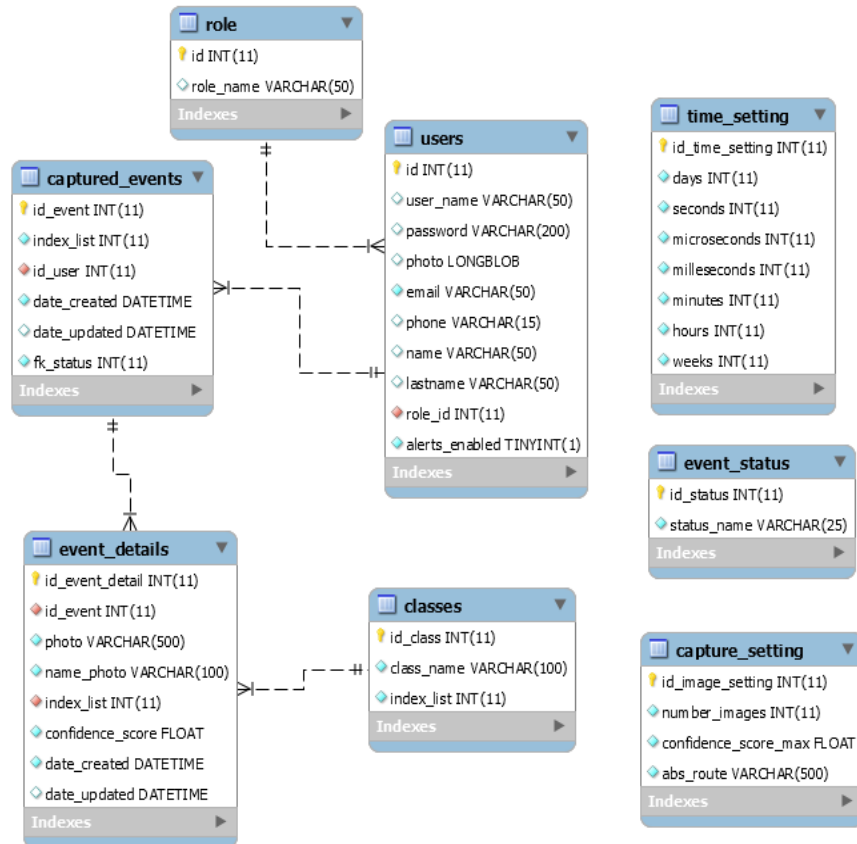 role
id INT(11)
role_name VARCHAR(50)
Indexes
users
id INT(11)
user_name VARCHAR(50)
password VARCHAR(200)
photo LONGBLOB
email VARCHAR(50)
phone VARCHAR(15)
name VARCHAR(50)
lastname VARCHAR(50)
role_id INT(11)
alerts_enabled TINYINT(1)
Indexes
time_setting
id_time_setting INT(11)
days INT(11)
seconds INT(11)
microseconds INT(11)
milleseconds INT(11)
minutes INT(11)
hours INT(11)
weeks INT(11)
Indexes
captured_events
id_event INT(11)
index_list INT(11)
id_user INT(11)
date_created DATETIME
date_updated DATETIME
fk_status INT(11)
Indexes
event_status
id_status INT(11)
status_name VARCHAR(25)
Indexes
event_details
id_event_detail INT(11)
id_event INT(11)
photo VARCHAR(500)
name_photo VARCHAR(100)
index_list INT(11)
confidence_score FLOAT
date_created DATETIME
date_updated DATETIME
Indexes
classes
id_class INT(11)
class_name VARCHAR(100)
index_list INT(11)
Indexes
capture_setting
id_image_setting INT(11)
number_images INT(11)
confidence_score_max FLOAT
abs_route VARCHAR(500)
Indexes